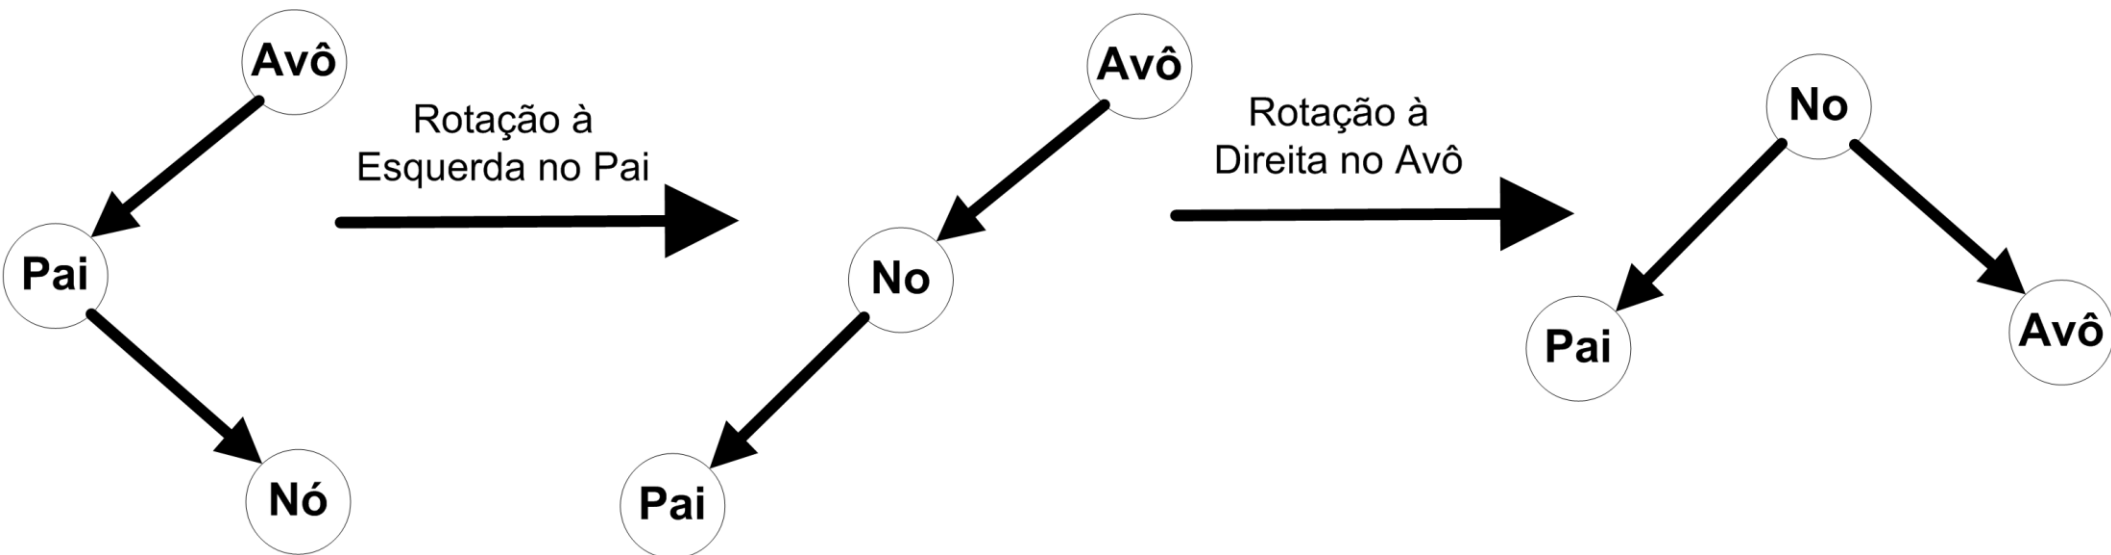 Avô
Pai
Nó
Rotação à
Esquerda no Pai
Avô
No
Pai
Rotação à
Direita no Avô
No
Pai
Avô